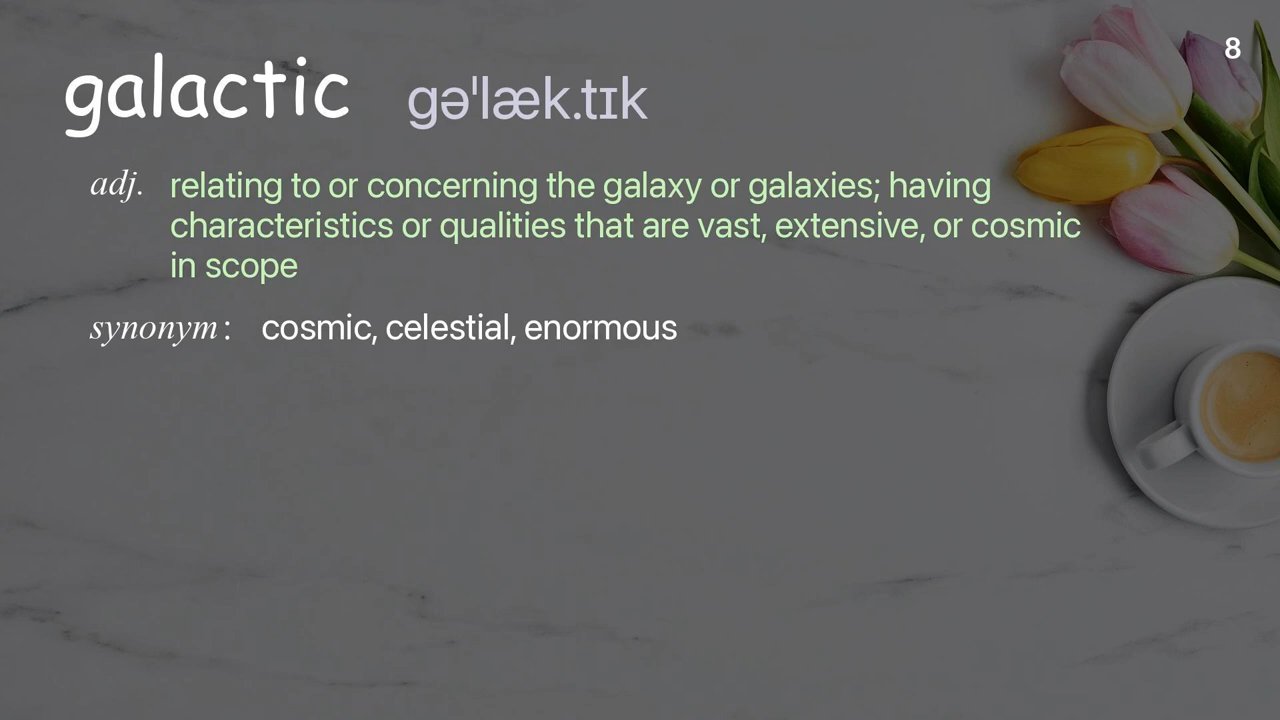 8
galactic gə'læk.tɪk
adj. relating to or concerning the galaxy or galaxies; having
characteristics or qualities that are vast, extensive, or cosmic
in scope
synonym: cosmic, celestial, enormous